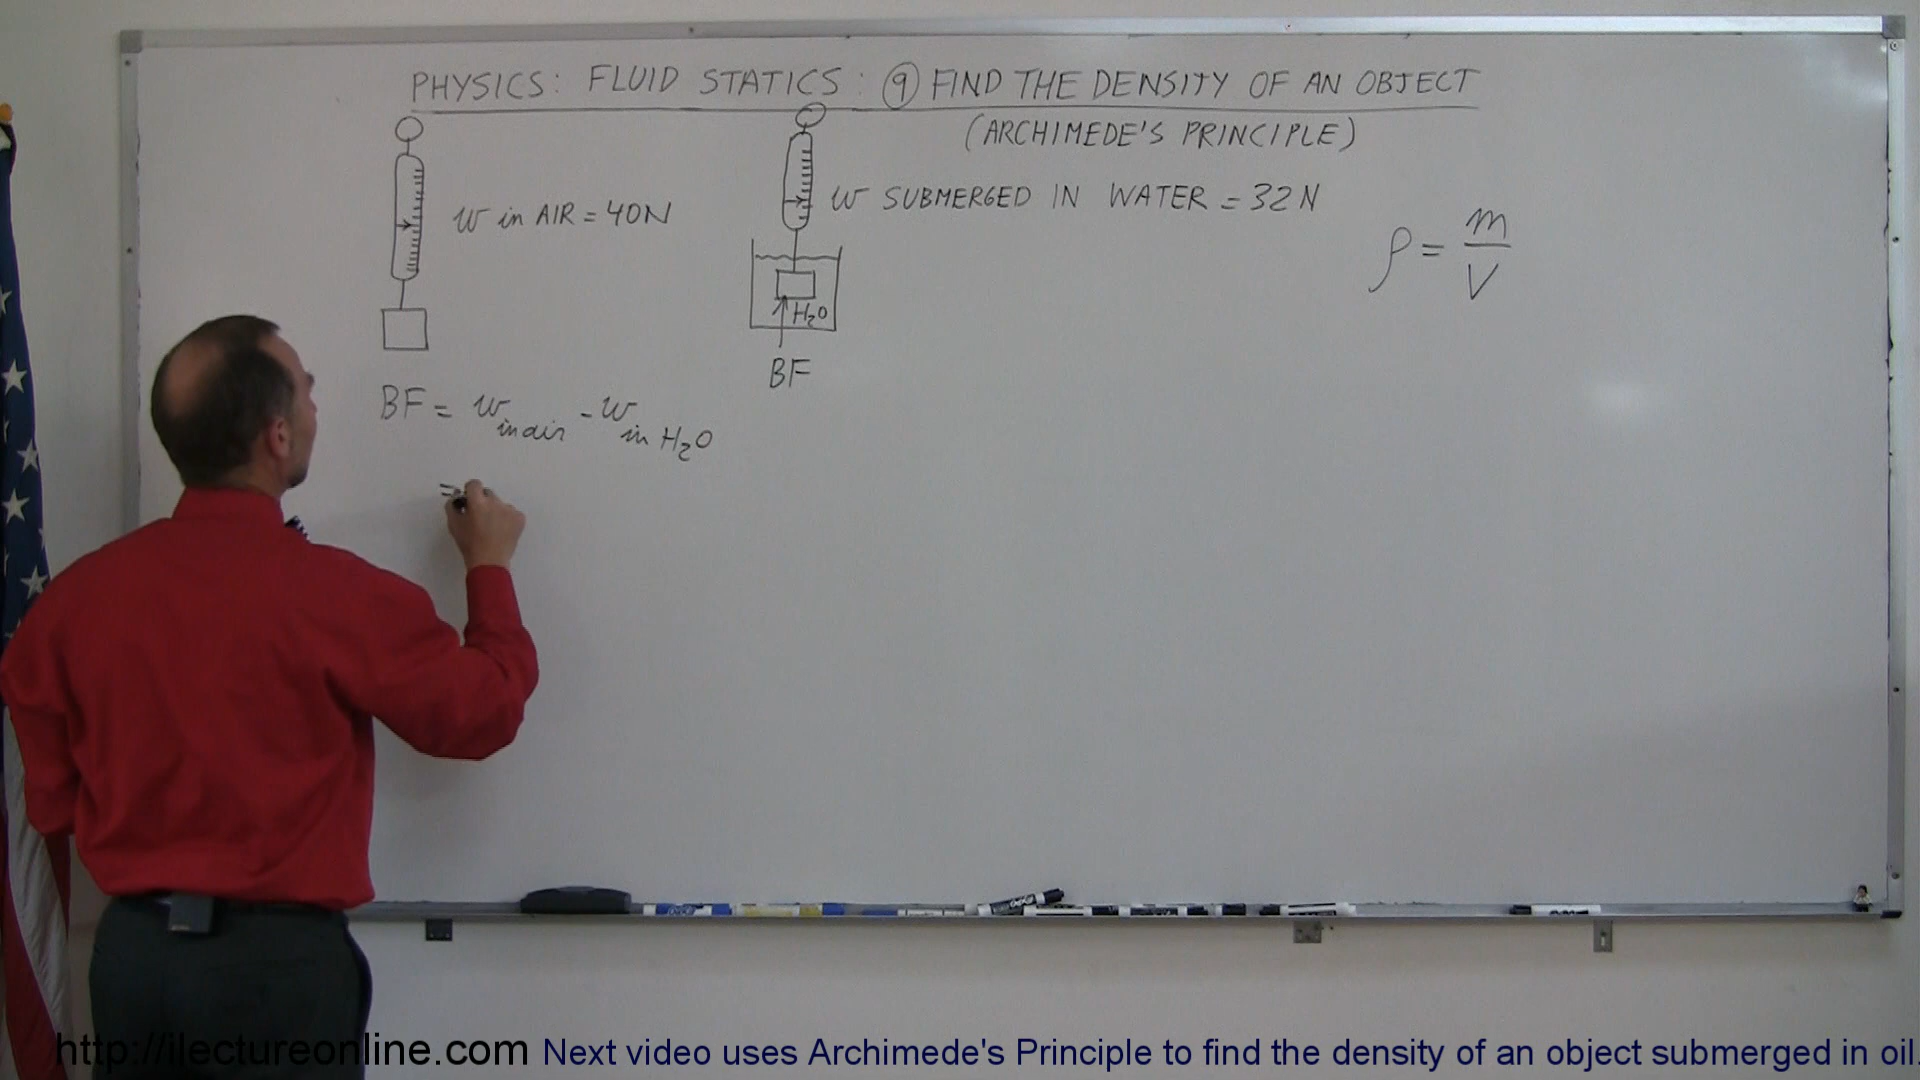 PHYSICS: FLUID STATICS: ⑨ FIND THE DENSITY OF AN OBJECT
(ARCHIMEDE'S PRINCIPLE)
W in AIR = 40N
W SUBMERGED IN WATER = 32N
ρ = m/V
H₂O
BF
BF = W in air - W in H₂O
=
http://ilectureonline.com Next video uses Archimede's Principle to find the density of an object submerged in oil.